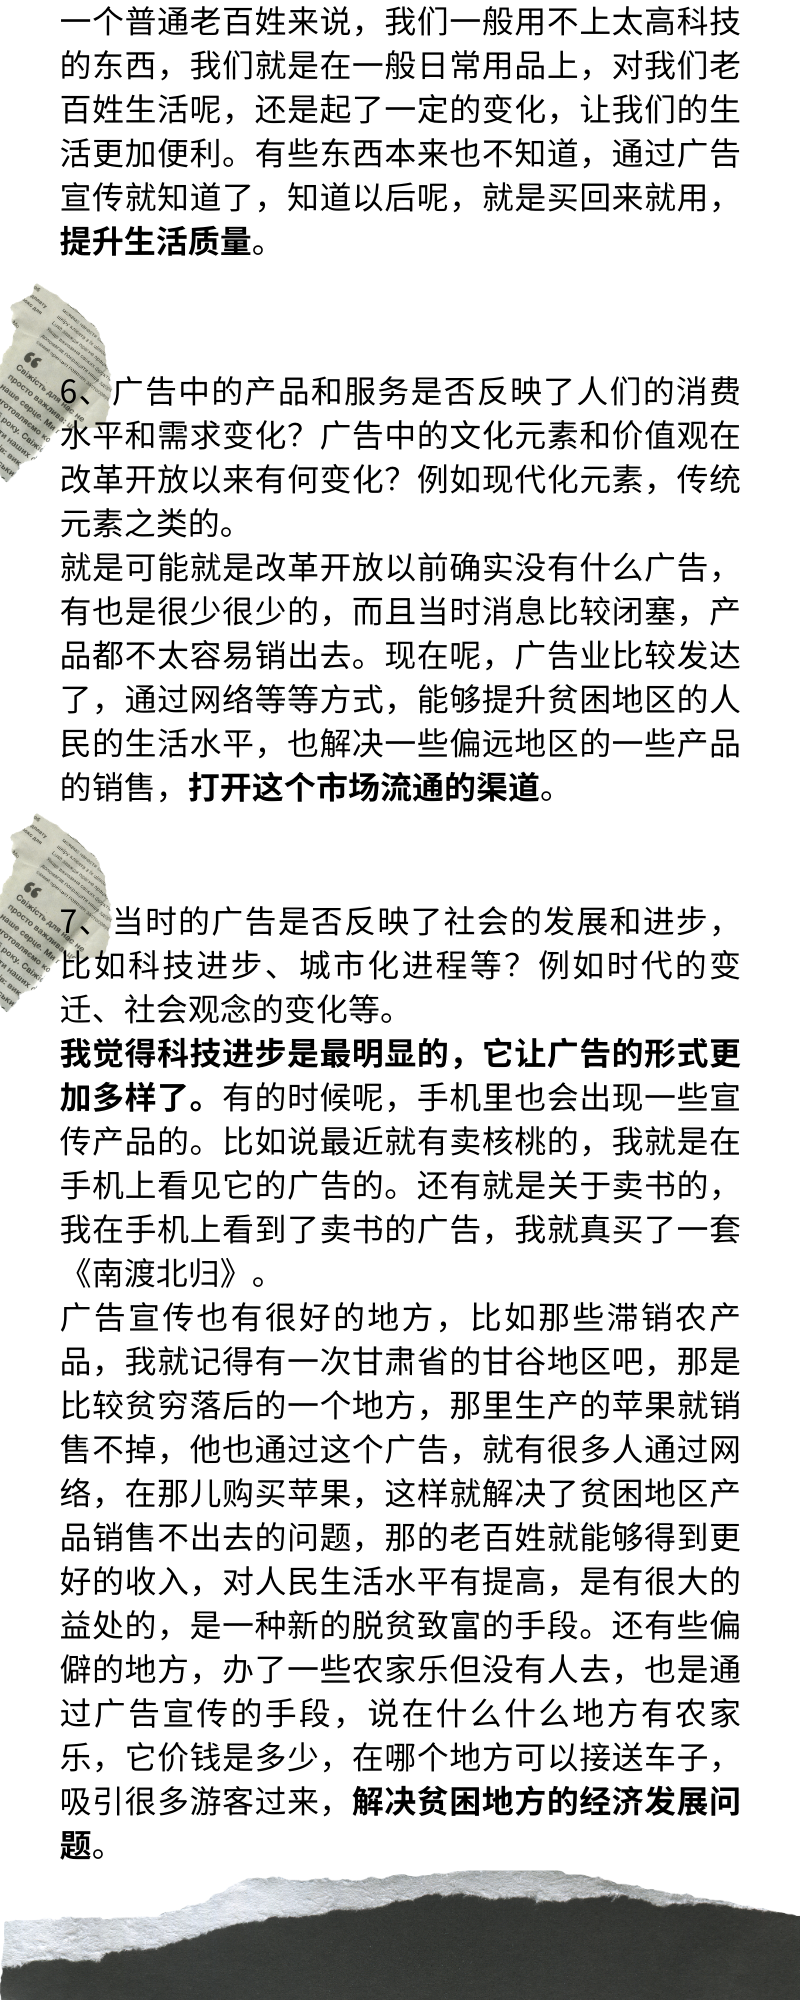 一个普通老百姓来说，我们一般用不上太高科技
的东西，我们就是在一般日常用品上，对我们老
百姓生活呢，还是起了一定的变化，让我们的生
活更加便利。有些东西本来也不知道，通过广告
宣传就知道了，知道以后呢，就是买回来就用，
提升生活质量。
6、广告中的产品和服务是否反映了人们的消费
水平和需求变化？广告中的文化元素和价值观在
改革开放以来有何变化？例如现代化元素，传统
元素之类的。
就是可能就是改革开放以前确实没有什么广告，
有也是很少很少的，而且当时消息比较闭塞，产
品都不太容易销出去。现在呢，广告业比较发达
了，通过网络等等方式，能够提升贫困地区的人
民的生活水平，也解决一些偏远地区的一些产品
的销售，打开这个市场流通的渠道。
7、当时的广告是否反映了社会的发展和进步，
比如科技进步、城市化进程等？例如时代的变
迁、社会观念的变化等。
我觉得科技进步是最明显的，它让广告的形式更
加多样了。有的时候呢，手机里也会出现一些宣
传产品的。比如说最近就有卖核桃的，我就是在
手机上看见它的广告的。还有就是关于卖书的，
我在手机上看到了卖书的广告，我就真买了一套
《南渡北归》。
广告宣传也有很好的地方，比如那些滞销农产
品，我就记得有一次甘肃省的甘谷地区吧，那是
比较贫穷落后的一个地方，那里生产的苹果就销
售不掉，他也通过这个广告，就有很多人通过网
络，在那儿购买苹果，这样就解决了贫困地区产
品销售不出去的问题，那的老百姓就能够得到更
好的收入，对人民生活水平有提高，是有很大的
益处的，是一种新的脱贫致富的手段。还有些偏
僻的地方，办了一些农家乐但没有人去，也是通
过广告宣传的手段，说在什么什么地方有农家
乐，它价钱是多少，在哪个地方可以接送车子，
吸引很多游客过来，解决贫困地方的经济发展问
题。